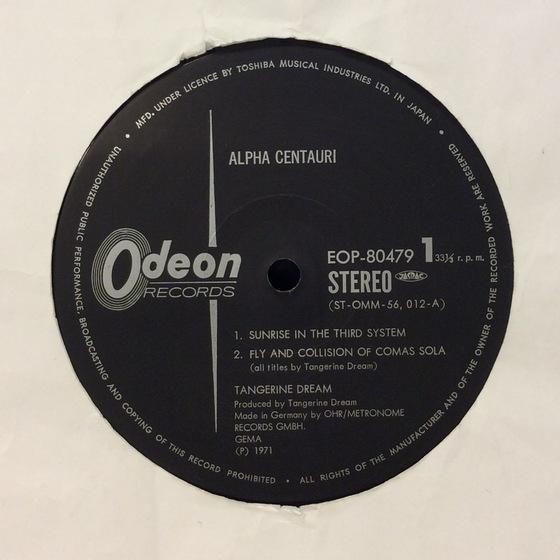 • MFD. UNDER LICENCE BY TOSHIBA MUSICAL INDUSTRIES LTD. IN JAPAN •
ALPHA CENTAURI
Odeon
RECORDS
EOP-80479 1 33⅓ r. p. m.
STEREO JASRAC
(ST-OMM-56, 012-A)
1. SUNRISE IN THE THIRD SYSTEM
2. FLY AND COLLISION OF COMAS SOLA
(all titles by Tangerine Dream)
TANGERINE DREAM
Produced by Tangerine Dream
Made in Germany by OHR/METRONOME
RECORDS GMBH.
GEMA
(P) 1971
UNAUTHORIZED PUBLIC PERFORMANCE, BROADCASTING AND COPYING OF THIS RECORD PROHIBITED • ALL RIGHTS OF THE MANUFACTURER AND OF THE OWNER OF THE RECORDED WORK ARE RESERVED